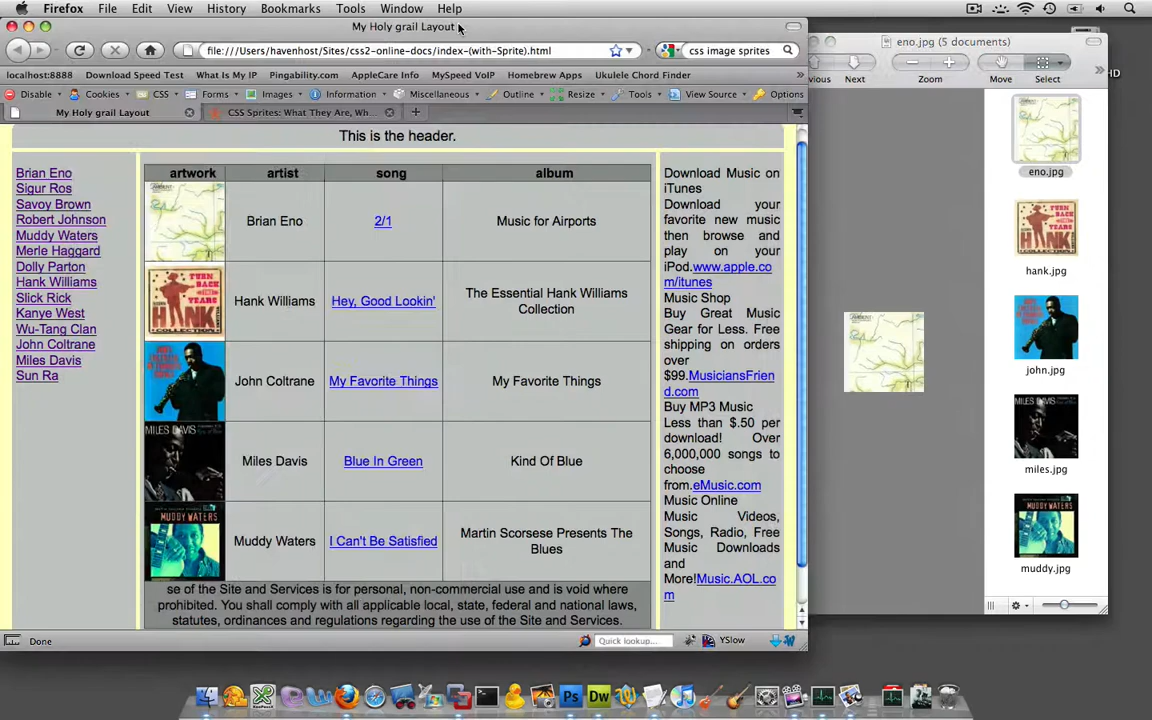 Firefox File Edit View History Bookmarks Tools Window Help
My Holy grail Layout
file:///Users/havenhost/Sites/css2-online-docs/index-(with-Sprite).html
css image sprites
localhost:8888 Download Speed Test What Is My IP Pingability.com AppleCare Info MySpeed VoIP Homebrew Apps Ukulele Chord Finder »
Disable Cookies CSS Forms Images Information Miscellaneous Outline Resize Tools View Source Options
My Holy grail Layout
CSS Sprites: What They Are, Wh...
This is the header.
Brian Eno
Sigur Ros
Savoy Brown
Robert Johnson
Muddy Waters
Merle Haggard
Dolly Parton
Hank Williams
Slick Rick
Kanye West
Wu-Tang Clan
John Coltrane
Miles Davis
Sun Ra
artwork artist song album
Brian Eno 2/1 Music for Airports
TURN BACK THE YEARS
HANK
Hank Williams Hey, Good Lookin' The Essential Hank Williams
Collection
John Coltrane My Favorite Things My Favorite Things
MILES DAVIS
Miles Davis Blue In Green Kind Of Blue
MUDDY WATERS
Muddy Waters I Can't Be Satisfied Martin Scorsese Presents The
Blues
se of the Site and Services is for personal, non-commercial use and is void where
prohibited. You shall comply with all applicable local, state, federal and national laws,
statutes, ordinances and regulations regarding the use of the Site and Services.
Download Music on
iTunes
Download your
favorite new music
then browse and
play on your
iPod.www.apple.co
m/itunes
Music Shop
Buy Great Music
Gear for Less. Free
shipping on orders
over
$99.MusiciansFrien
d.com
Buy MP3 Music
Less than $.50 per
download! Over
6,000,000 songs to
choose
from.eMusic.com
Music Online
Music Videos,
Songs, Radio, Free
Music Downloads
and
More!Music.AOL.co
m
Done
Quick lookup...
YSlow
eno.jpg (5 documents)
vious Next Zoom Move Select
HD
eno.jpg
hank.jpg
john.jpg
miles.jpg
muddy.jpg
Ps
Dw